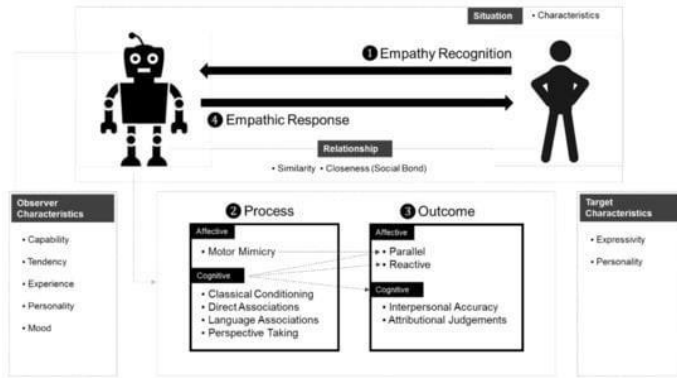 Situation • Characteristics
❶ Empathy Recognition
❹ Empathic Response
Relationship
• Similarity • Closeness (Social Bond)
Observer
Characteristics
• Capability
• Tendency
• Experience
• Personality
• Mood
❷ Process
Affective
• Motor Mimicry
Cognitive
• Classical Conditioning
• Direct Associations
• Language Associations
• Perspective Taking
❸ Outcome
Affective
• Parallel
• Reactive
Cognitive
• Interpersonal Accuracy
• Attributional Judgements
Target
Characteristics
• Expressivity
• Personality